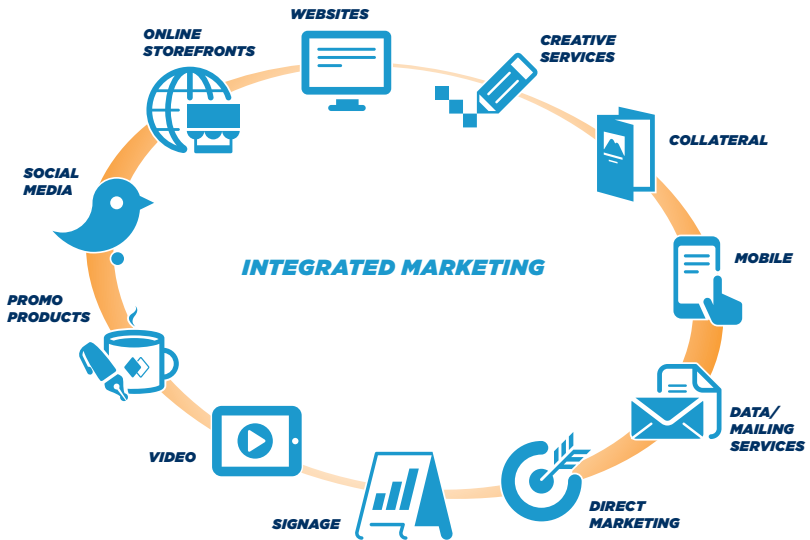 WEBSITES
ONLINE
STOREFRONTS
CREATIVE
SERVICES
COLLATERAL
SOCIAL
MEDIA
INTEGRATED MARKETING
MOBILE
PROMO
PRODUCTS
DATA/
MAILING
SERVICES
VIDEO
DIRECT
MARKETING
SIGNAGE